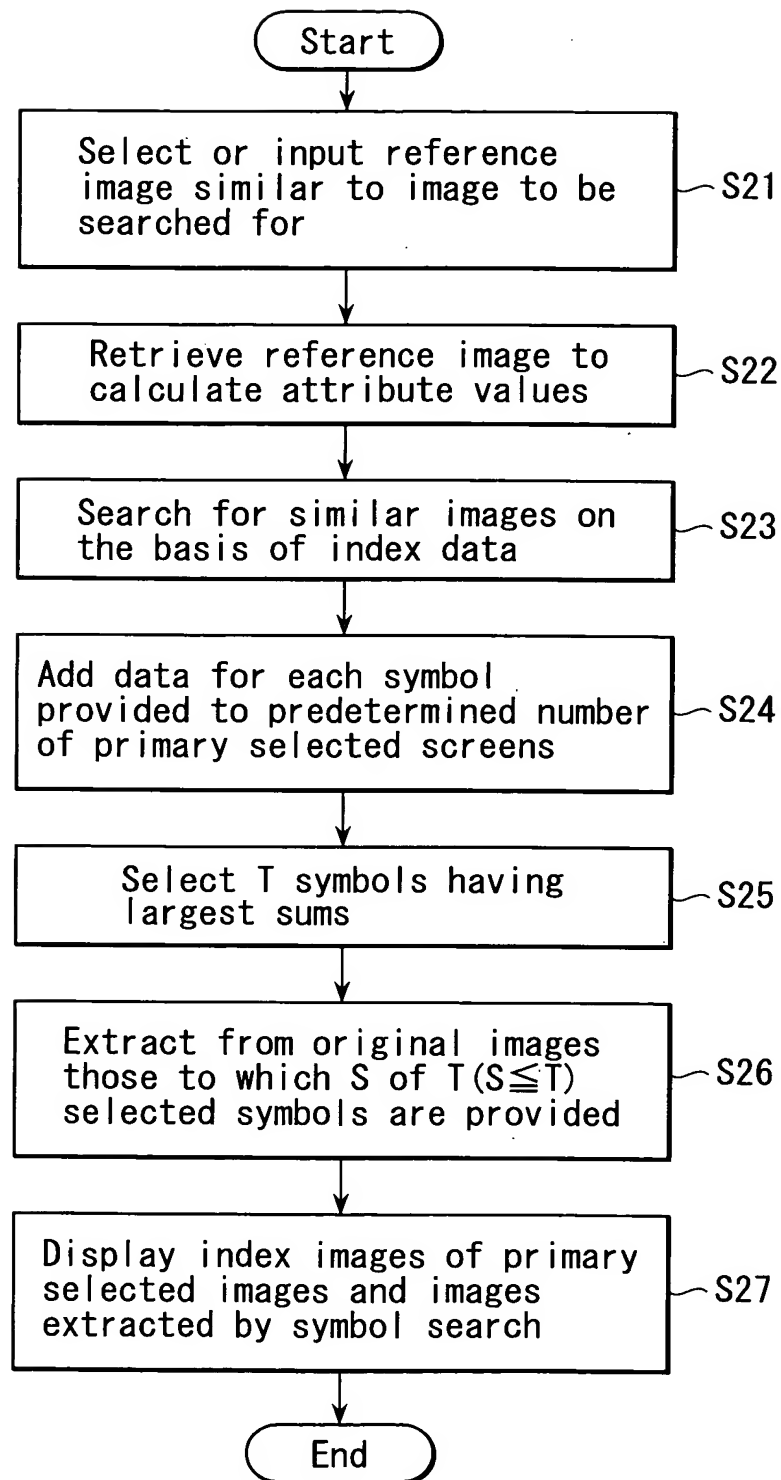 Start
Select or input reference
image similar to image to be
searched for
S21
Retrieve reference image to
calculate attribute values
S22
Search for similar images on
the basis of index data
S23
Add data for each symbol
provided to predetermined number
of primary selected screens
S24
Select T symbols having
largest sums
S25
Extract from original images
those to which S of T(S≦T)
selected symbols are provided
S26
Display index images of primary
selected images and images
extracted by symbol search
S27
End